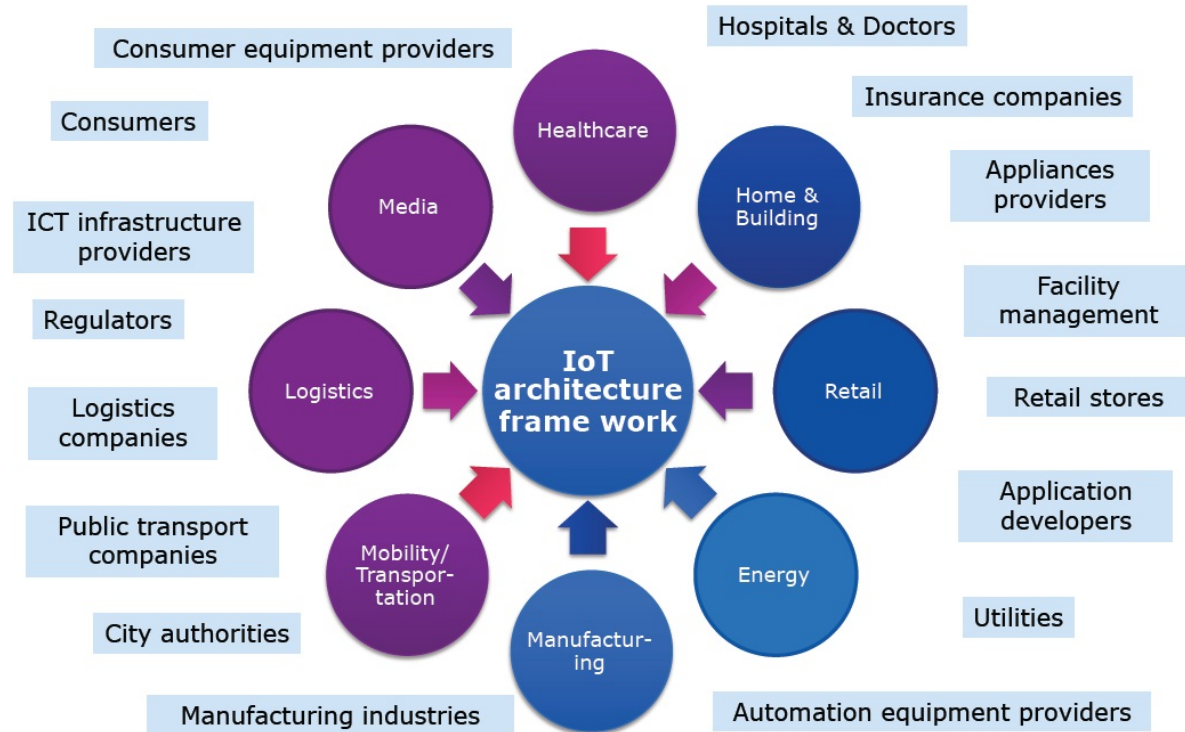 Hospitals & Doctors
Consumer equipment providers
Insurance companies
Consumers
Healthcare
Appliances
providers
Media
Home &
Building
ICT infrastructure
providers
Facility
management
Regulators
IoT
architecture
frame work
Logistics
Retail
Retail stores
Logistics
companies
Application
developers
Public transport
companies
Mobility/
Transpor-
tation
Energy
Manufactur-
ing
Utilities
City authorities
Manufacturing industries
Automation equipment providers